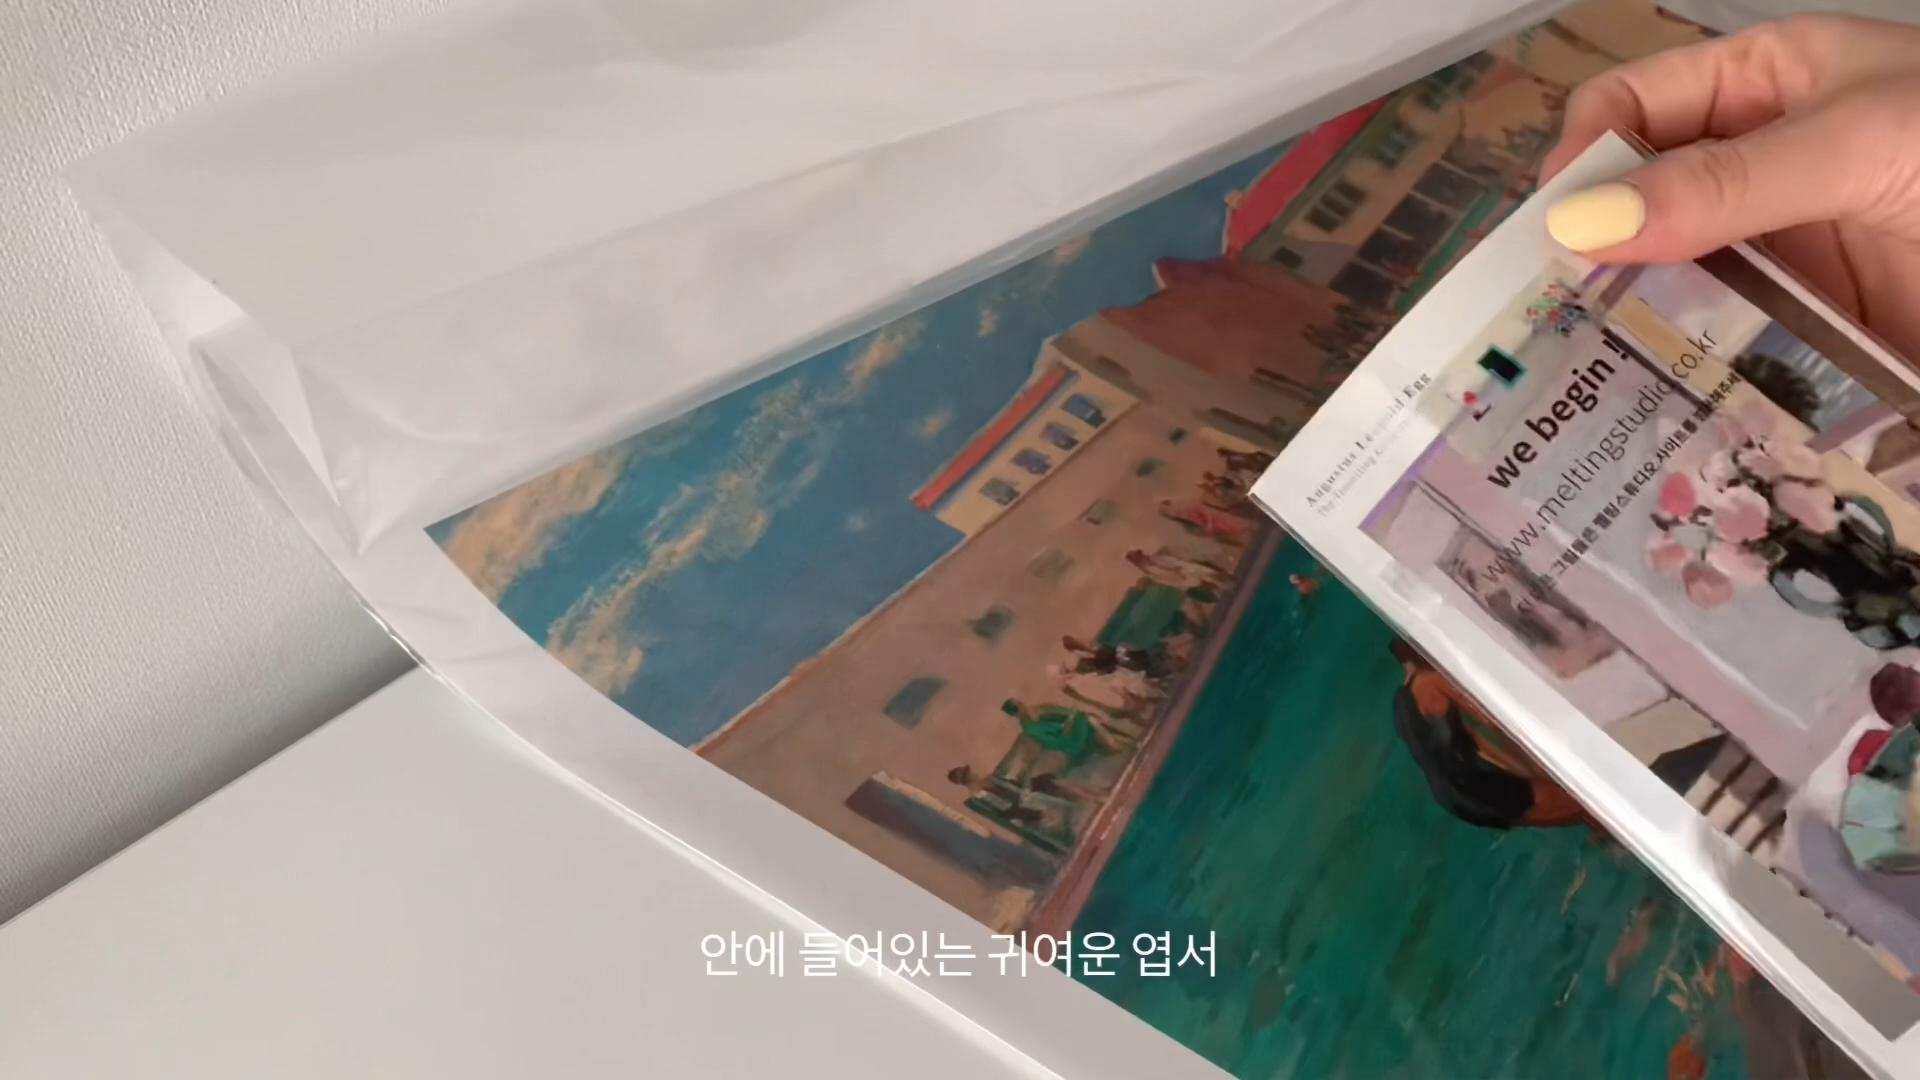 Augustus Leopold Egg
we begin !!
www.meltingstudio.co.kr
안에 들어있는 귀여운 엽서